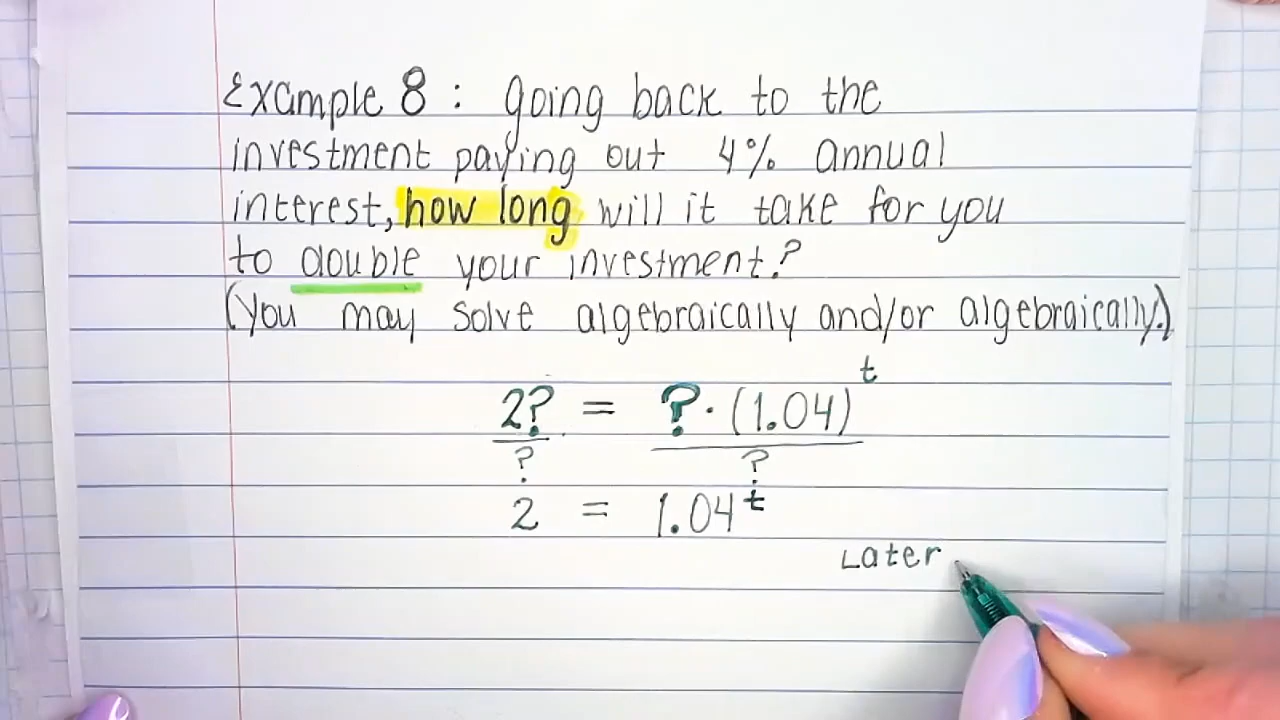 Example 8 : going back to the
investment paying out 4% annual
interest, how long will it take for you
to double your investment?
(You may solve algebraically and/or algebraically.)
2? = ? · (1.04)^t
? ?
2 = 1.04^t
Later